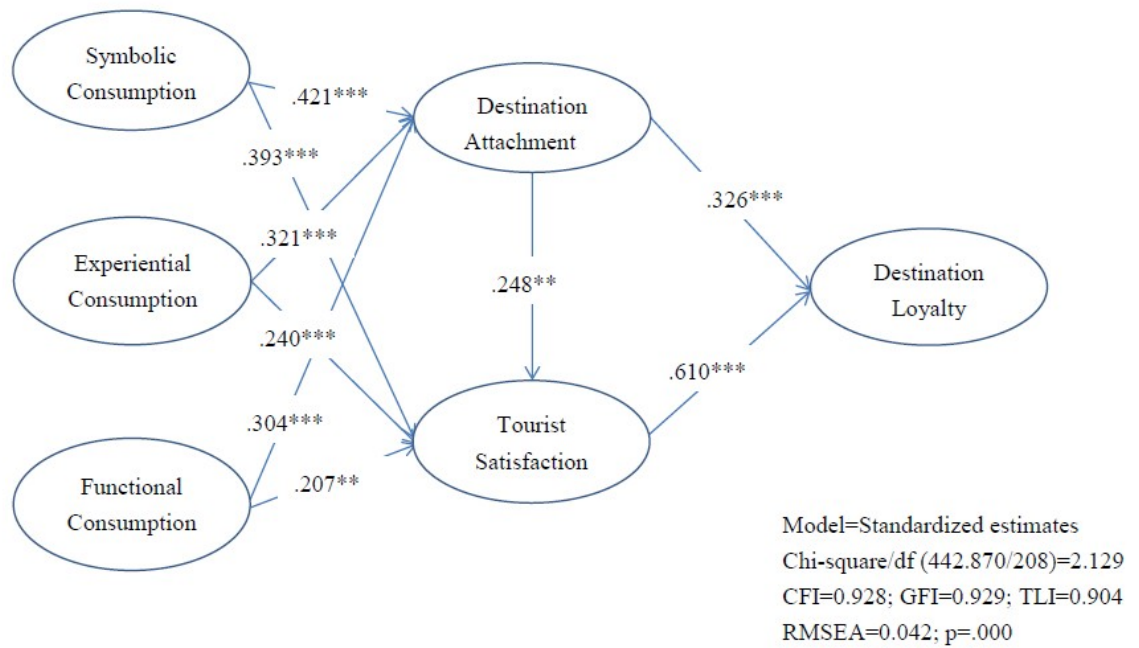 Symbolic
Consumption
.421***
Destination
Attachment
.393***
.326***
.321***
Experiential
Consumption
.248**
Destination
Loyalty
.240***
.610***
.304***
Tourist
Satisfaction
.207**
Functional
Consumption
Model=Standardized estimates
Chi-square/df (442.870/208)=2.129
CFI=0.928; GFI=0.929; TLI=0.904
RMSEA=0.042; p=.000